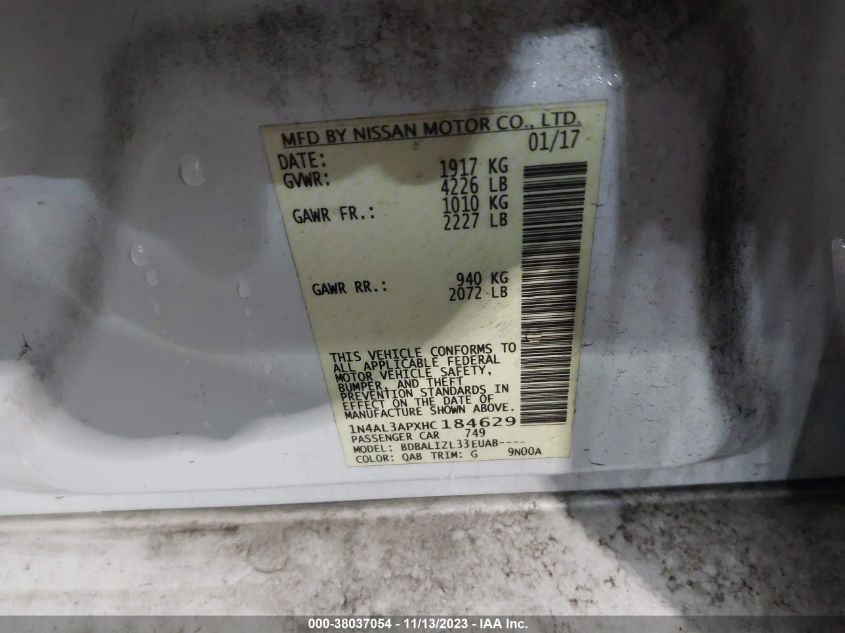 MFD BY NISSAN MOTOR CO., LTD.
DATE: 01/17
GVWR: 1917 KG
4226 LB
GAWR FR.: 1010 KG
2227 LB
GAWR RR.: 940 KG
2072 LB
THIS VEHICLE CONFORMS TO
ALL APPLICABLE FEDERAL
MOTOR VEHICLE SAFETY,
BUMPER, AND THEFT
PREVENTION STANDARDS IN
EFFECT ON THE DATE OF
MANUFACTURE SHOWN ABOVE.
1N4AL3APXHC184629
PASSENGER CAR 749
MODEL: BDBALIZL33EUAB----
COLOR: QAB TRIM: G 9N00A
000-38037054 - 11/13/2023 - IAA Inc.